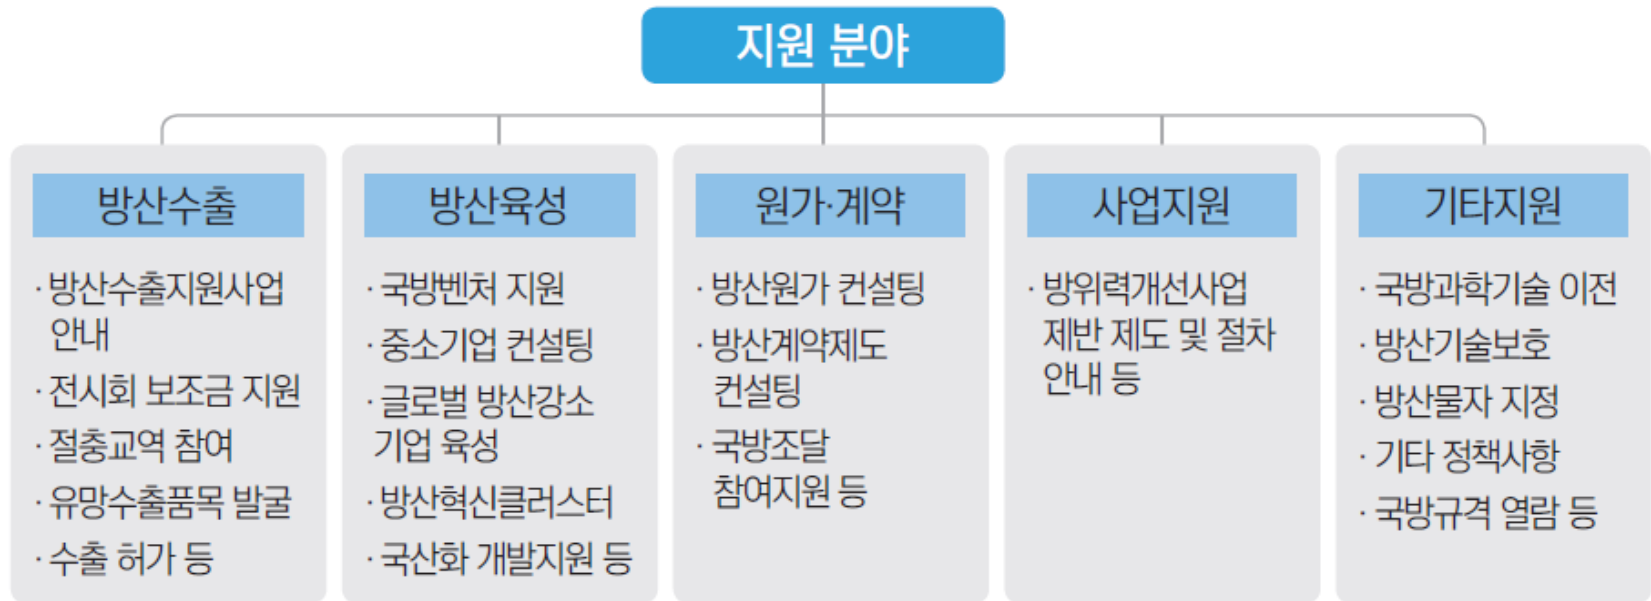 지원 분야
방산수출
· 방산수출지원사업
안내
· 전시회 보조금 지원
· 절충교역 참여
· 유망수출품목 발굴
· 수출 허가 등
방산육성
· 국방벤처 지원
· 중소기업 컨설팅
· 글로벌 방산강소
기업 육성
· 방산혁신클러스터
· 국산화 개발지원 등
원가·계약
· 방산원가 컨설팅
· 방산계약제도
컨설팅
· 국방조달
참여지원 등
사업지원
· 방위력개선사업
제반 제도 및 절차
안내 등
기타지원
· 국방과학기술 이전
· 방산기술보호
· 방산물자 지정
· 기타 정책사항
· 국방규격 열람 등